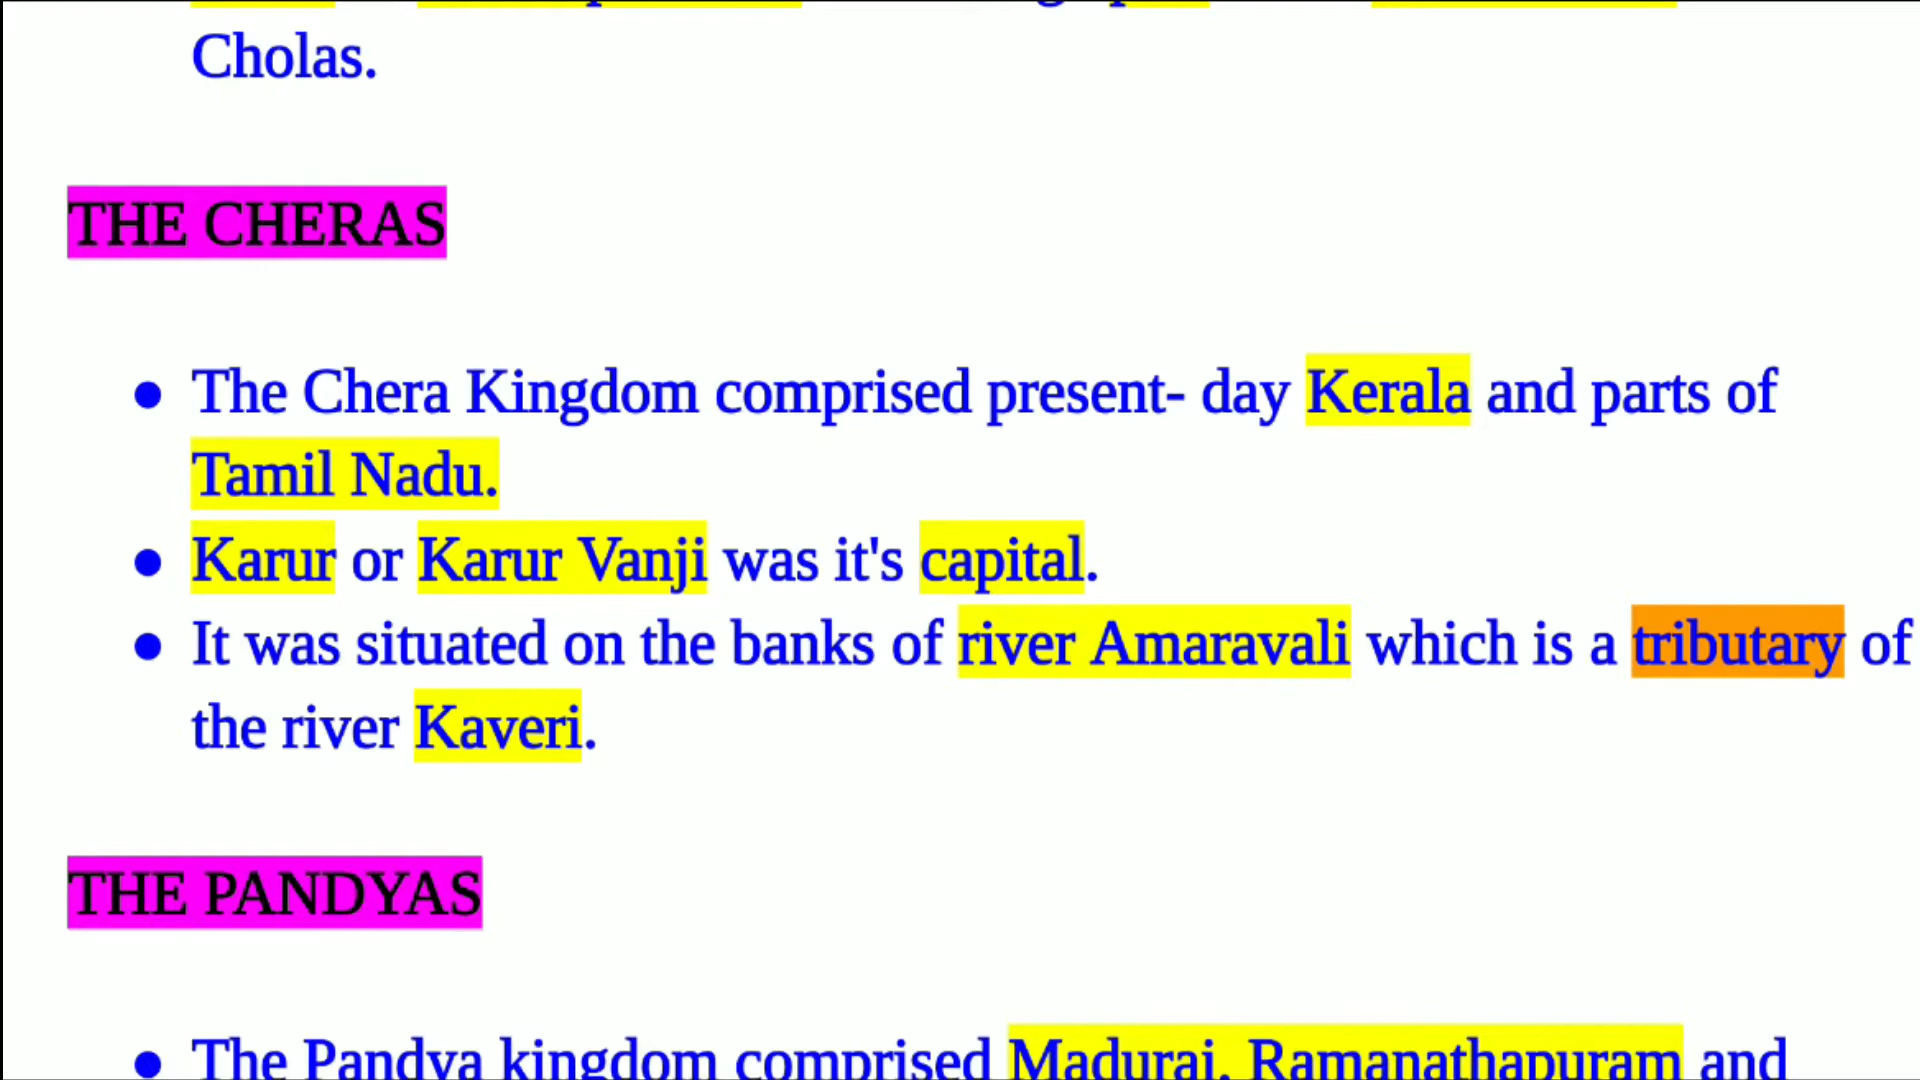 Cholas.
THE CHERAS
● The Chera Kingdom comprised present- day Kerala and parts of
Tamil Nadu.
● Karur or Karur Vanji was it's capital.
● It was situated on the banks of river Amaravali which is a tributary of
the river Kaveri.
THE PANDYAS
● The Pandya kingdom comprised Madurai, Ramanathapuram and